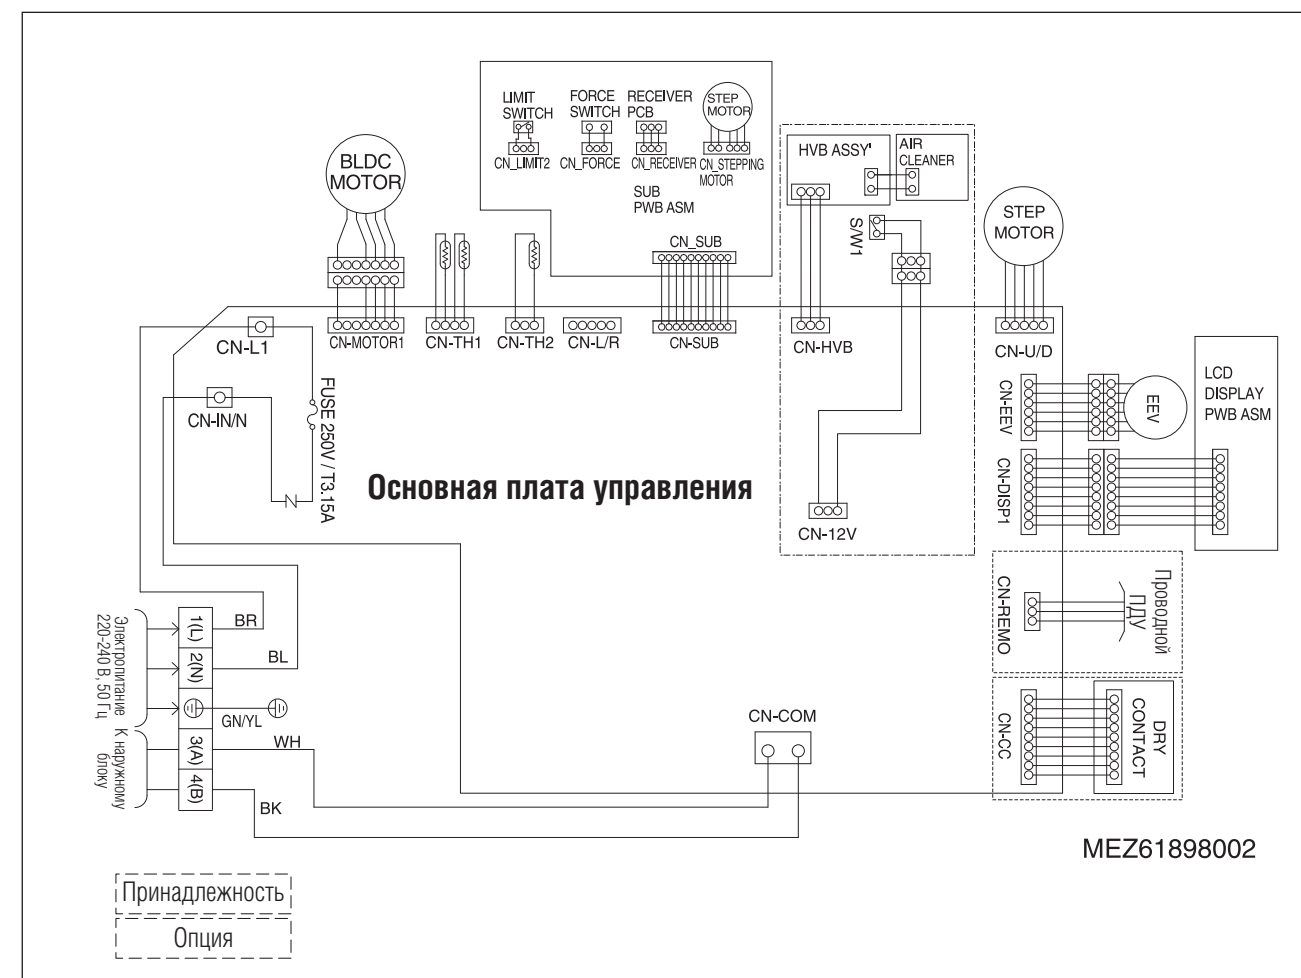 LIMIT
SWITCH
FORCE
SWITCH
RECEIVER
PCB
STEP
MOTOR
CN_LIMIT2
CN_FORCE
CN_RECEIVER
CN_STEPPING
MOTOR
SUB
PWB ASM
CN_SUB
BLDC
MOTOR
HVB ASSY'
AIR
CLEANER
S/W1
STEP
MOTOR
CN-L1
CN-MOTOR1
CN-TH1
CN-TH2
CN-L/R
CN-SUB
CN-HVB
CN-U/D
CN-IN/N
FUSE 250V / T3.15A
Основная плата управления
CN-12V
CN-EEV
EEV
LCD
DISPLAY
PWB ASM
CN-DISP1
CN-REMO
Проводной
ПДУ
CN-CC
DRY
CONTACT
Электропитание
220-240 В, 50 Гц
К наружному
блоку
1(L)
2(N)
3(A)
4(B)
BR
BL
GN/YL
WH
BK
CN-COM
MEZ61898002
Принадлежность
Опция